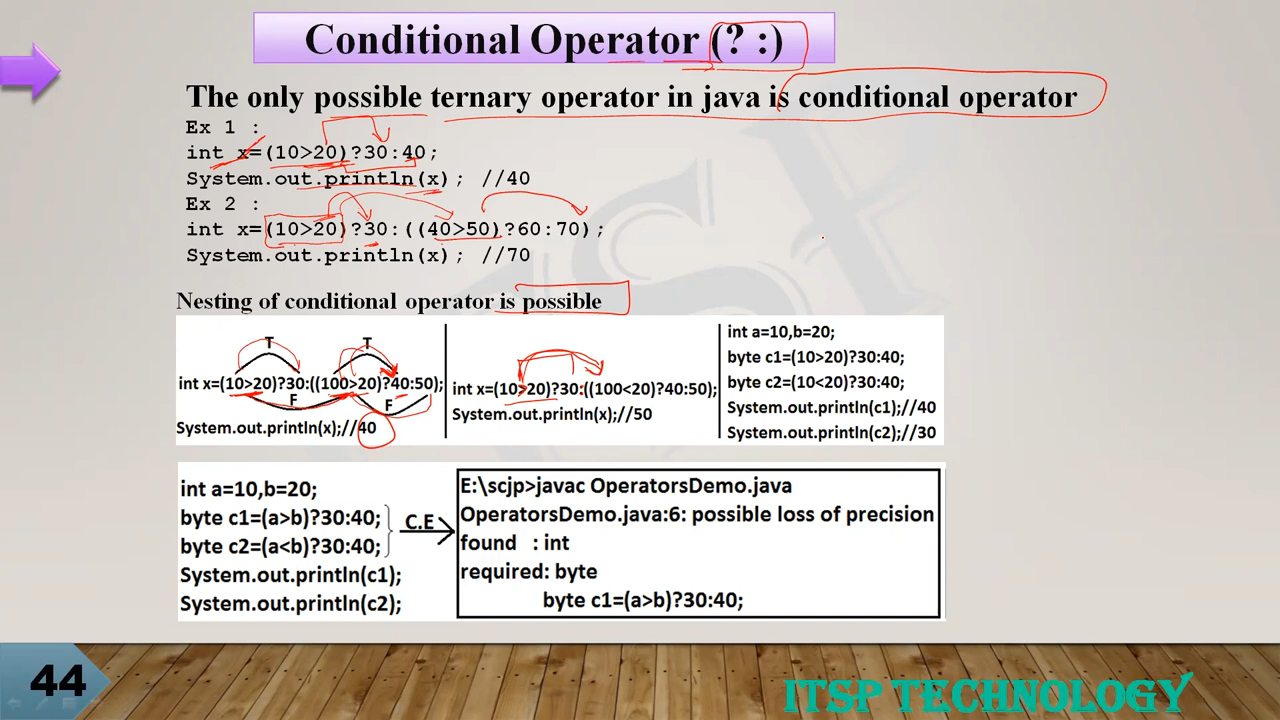 Conditional Operator (? :)
The only possible ternary operator in java is conditional operator
Ex 1 :
int x=(10>20)?30:40;
System.out.println(x); //40
Ex 2 :
int x=(10>20)?30:((40>50)?60:70);
System.out.println(x); //70
Nesting of conditional operator is possible
T T
int x=(10>20)?30:((100>20)?40:50);
F F
System.out.println(x);//40
int x=(10>20)?30:((100<20)?40:50);
System.out.println(x);//50
int a=10,b=20;
byte c1=(10>20)?30:40;
byte c2=(10<20)?30:40;
System.out.println(c1);//40
System.out.println(c2);//30
int a=10,b=20;
byte c1=(a>b)?30:40;
byte c2=(a<b)?30:40;
System.out.println(c1);
System.out.println(c2);
C.E
E:\scjp>javac OperatorsDemo.java
OperatorsDemo.java:6: possible loss of precision
found : int
required: byte
byte c1=(a>b)?30:40;
44
ITSP TECHNOLOGY